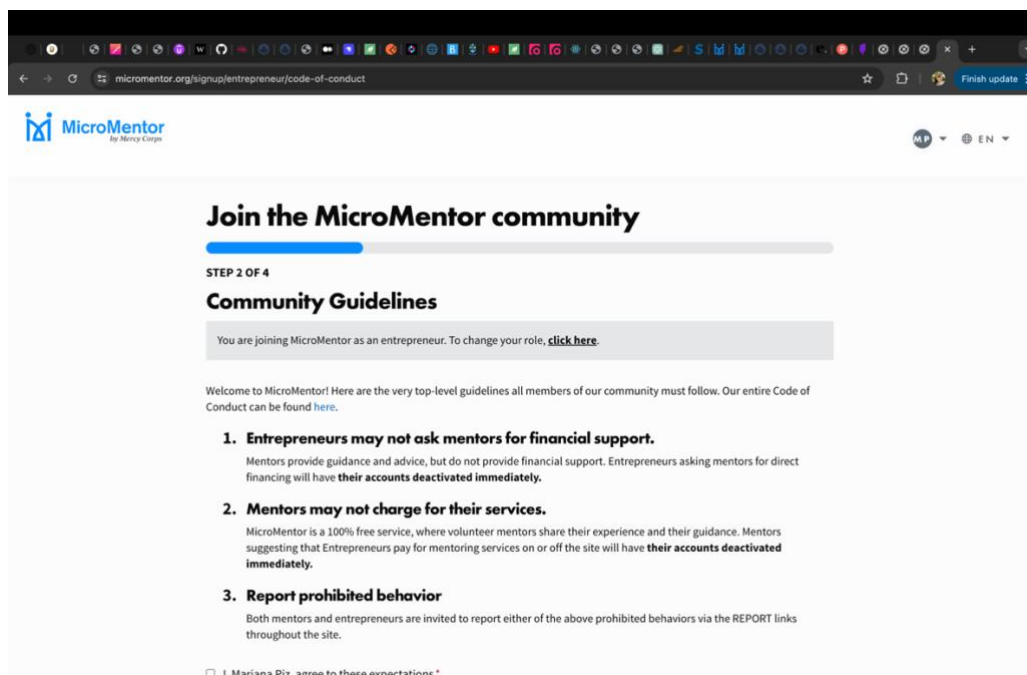 micromentor.org/signup/entrepreneur/code-of-conduct
Finish update
MicroMentor
by Mercy Corps
MP
EN
Join the MicroMentor community
STEP 2 OF 4
Community Guidelines
You are joining MicroMentor as an entrepreneur. To change your role, click here.
Welcome to MicroMentor! Here are the very top-level guidelines all members of our community must follow. Our entire Code of
Conduct can be found here.
1. Entrepreneurs may not ask mentors for financial support.
Mentors provide guidance and advice, but do not provide financial support. Entrepreneurs asking mentors for direct
financing will have their accounts deactivated immediately.
2. Mentors may not charge for their services.
MicroMentor is a 100% free service, where volunteer mentors share their experience and their guidance. Mentors
suggesting that Entrepreneurs pay for mentoring services on or off the site will have their accounts deactivated
immediately.
3. Report prohibited behavior
Both mentors and entrepreneurs are invited to report either of the above prohibited behaviors via the REPORT links
throughout the site.
I, Mariana Piz, agree to these expectations.*